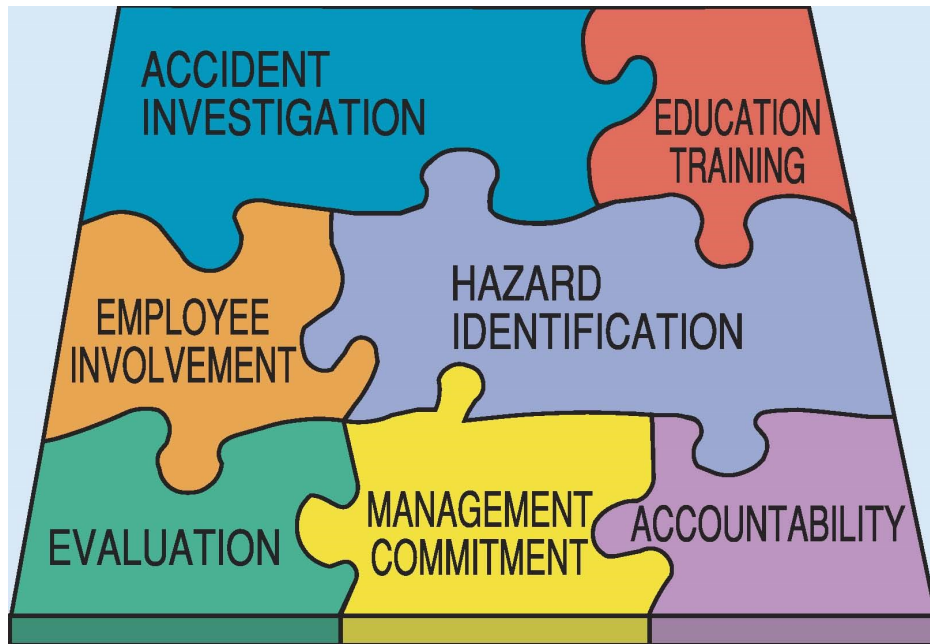 ACCIDENT
INVESTIGATION
EDUCATION
TRAINING
EMPLOYEE
INVOLVEMENT
HAZARD
IDENTIFICATION
EVALUATION
MANAGEMENT
COMMITMENT
ACCOUNTABILITY